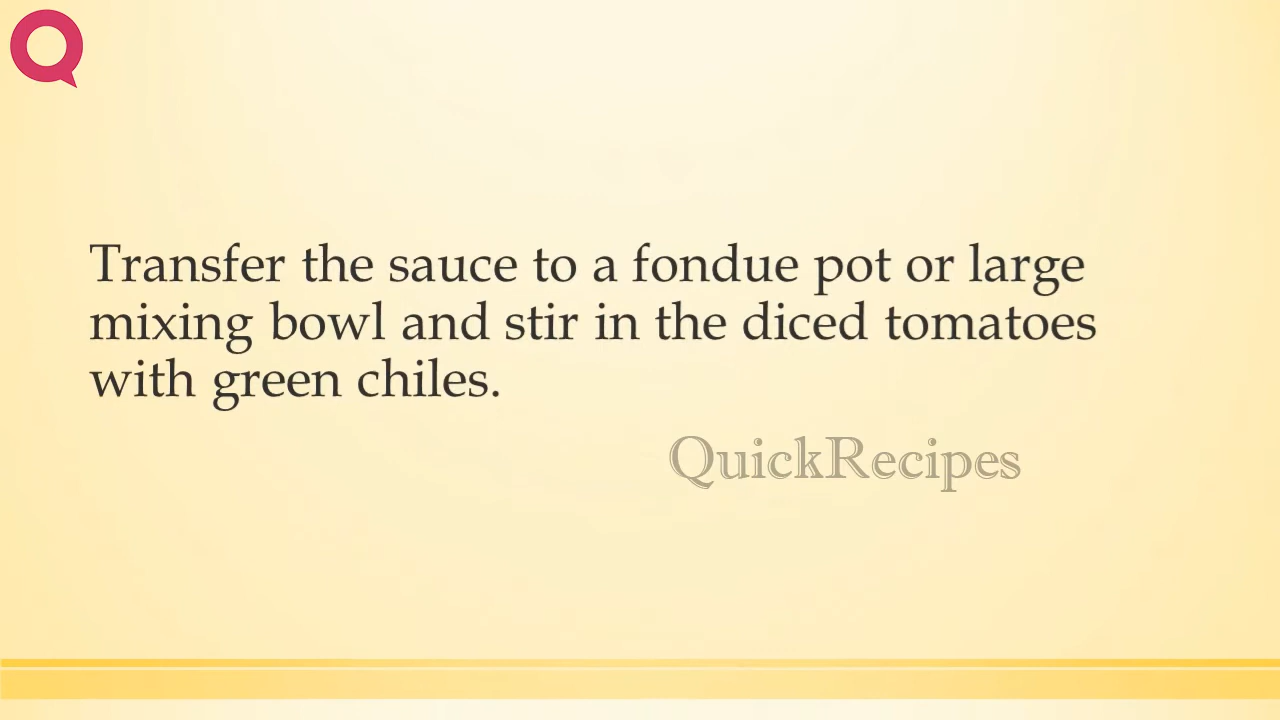 Transfer the sauce to a fondue pot or large
mixing bowl and stir in the diced tomatoes
with green chiles.
QuickRecipes